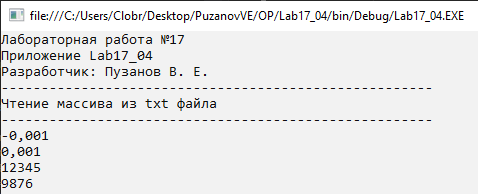 file:///C:/Users/Clobr/Desktop/PuzanovVE/OP/Lab17_04/bin/Debug/Lab17_04.EXE
Лабораторная работа №17
Приложение Lab17_04
Разработчик: Пузанов В. Е.
------------------------------------------------------
Чтение массива из txt файла
------------------------------------------------------
-0,001
0,001
12345
9876